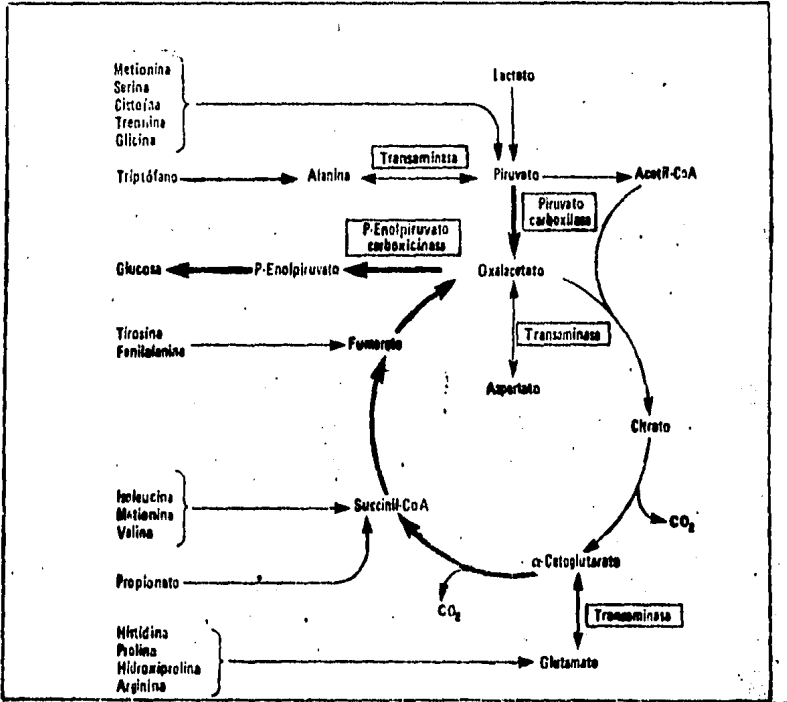 Metionina
Serina
Cisteína
Treonina
Glicina
Lactato
Triptófano
Alanina
Transaminasa
Piruvato
Acetil-CoA
Piruvato
carboxilasa
P-Enolpiruvato
carboxicinasa
Glucosa
P-Enolpiruvato
Oxalacetato
Tirosina
Fenilalanina
Fumarato
Transaminasa
Aspartato
Citrato
Isoleucina
Metionina
Valina
Succinil-CoA
CO₂
α-Cetoglutarato
Propionato
CO₂
Transaminasa
Histidina
Prolina
Hidroxiprolina
Arginina
Glutamato